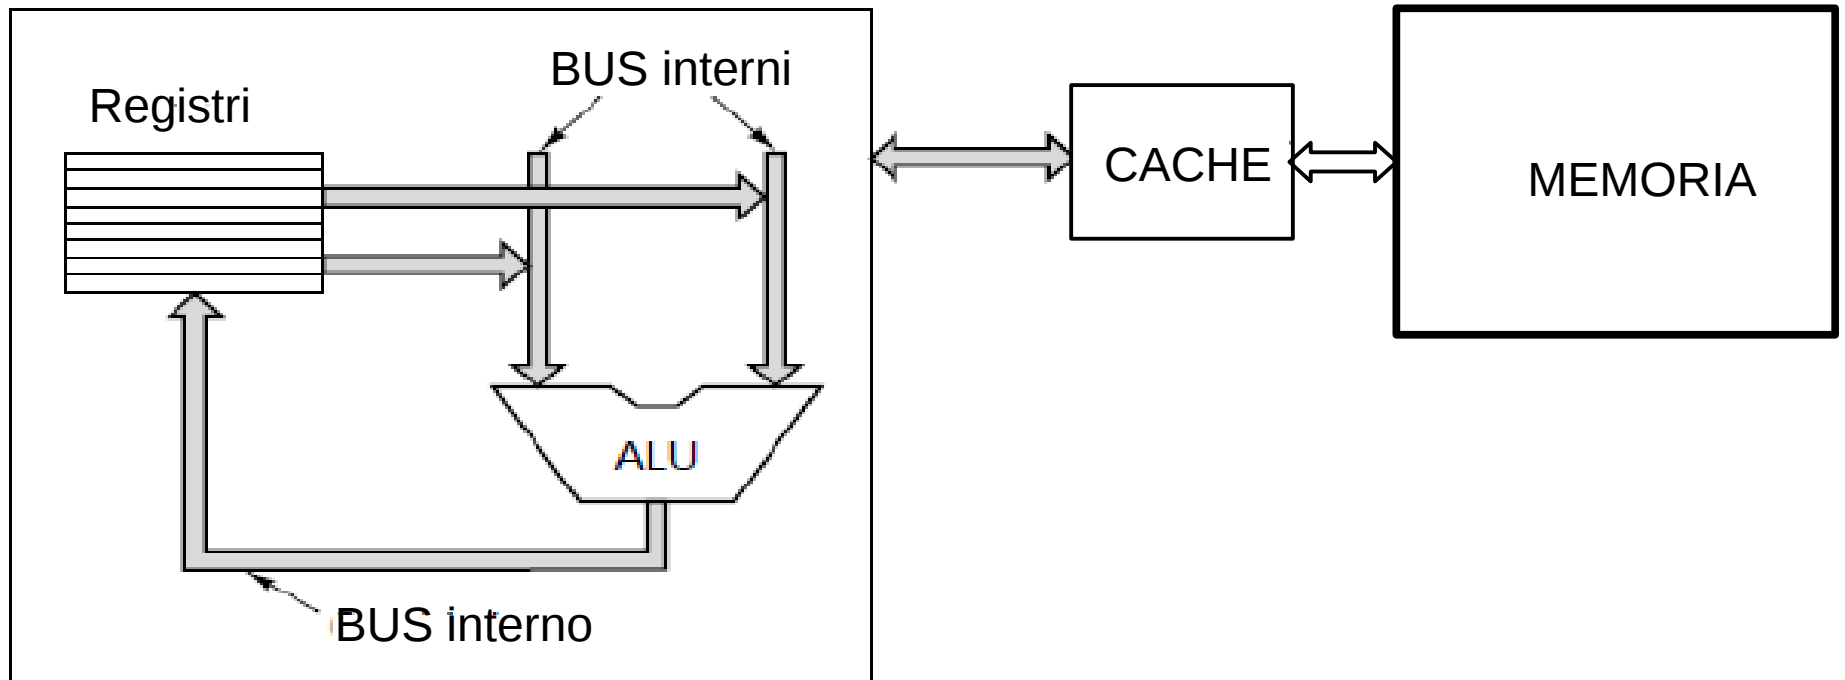 BUS interni
Registri
CACHE
MEMORIA
ALU
BUS interno